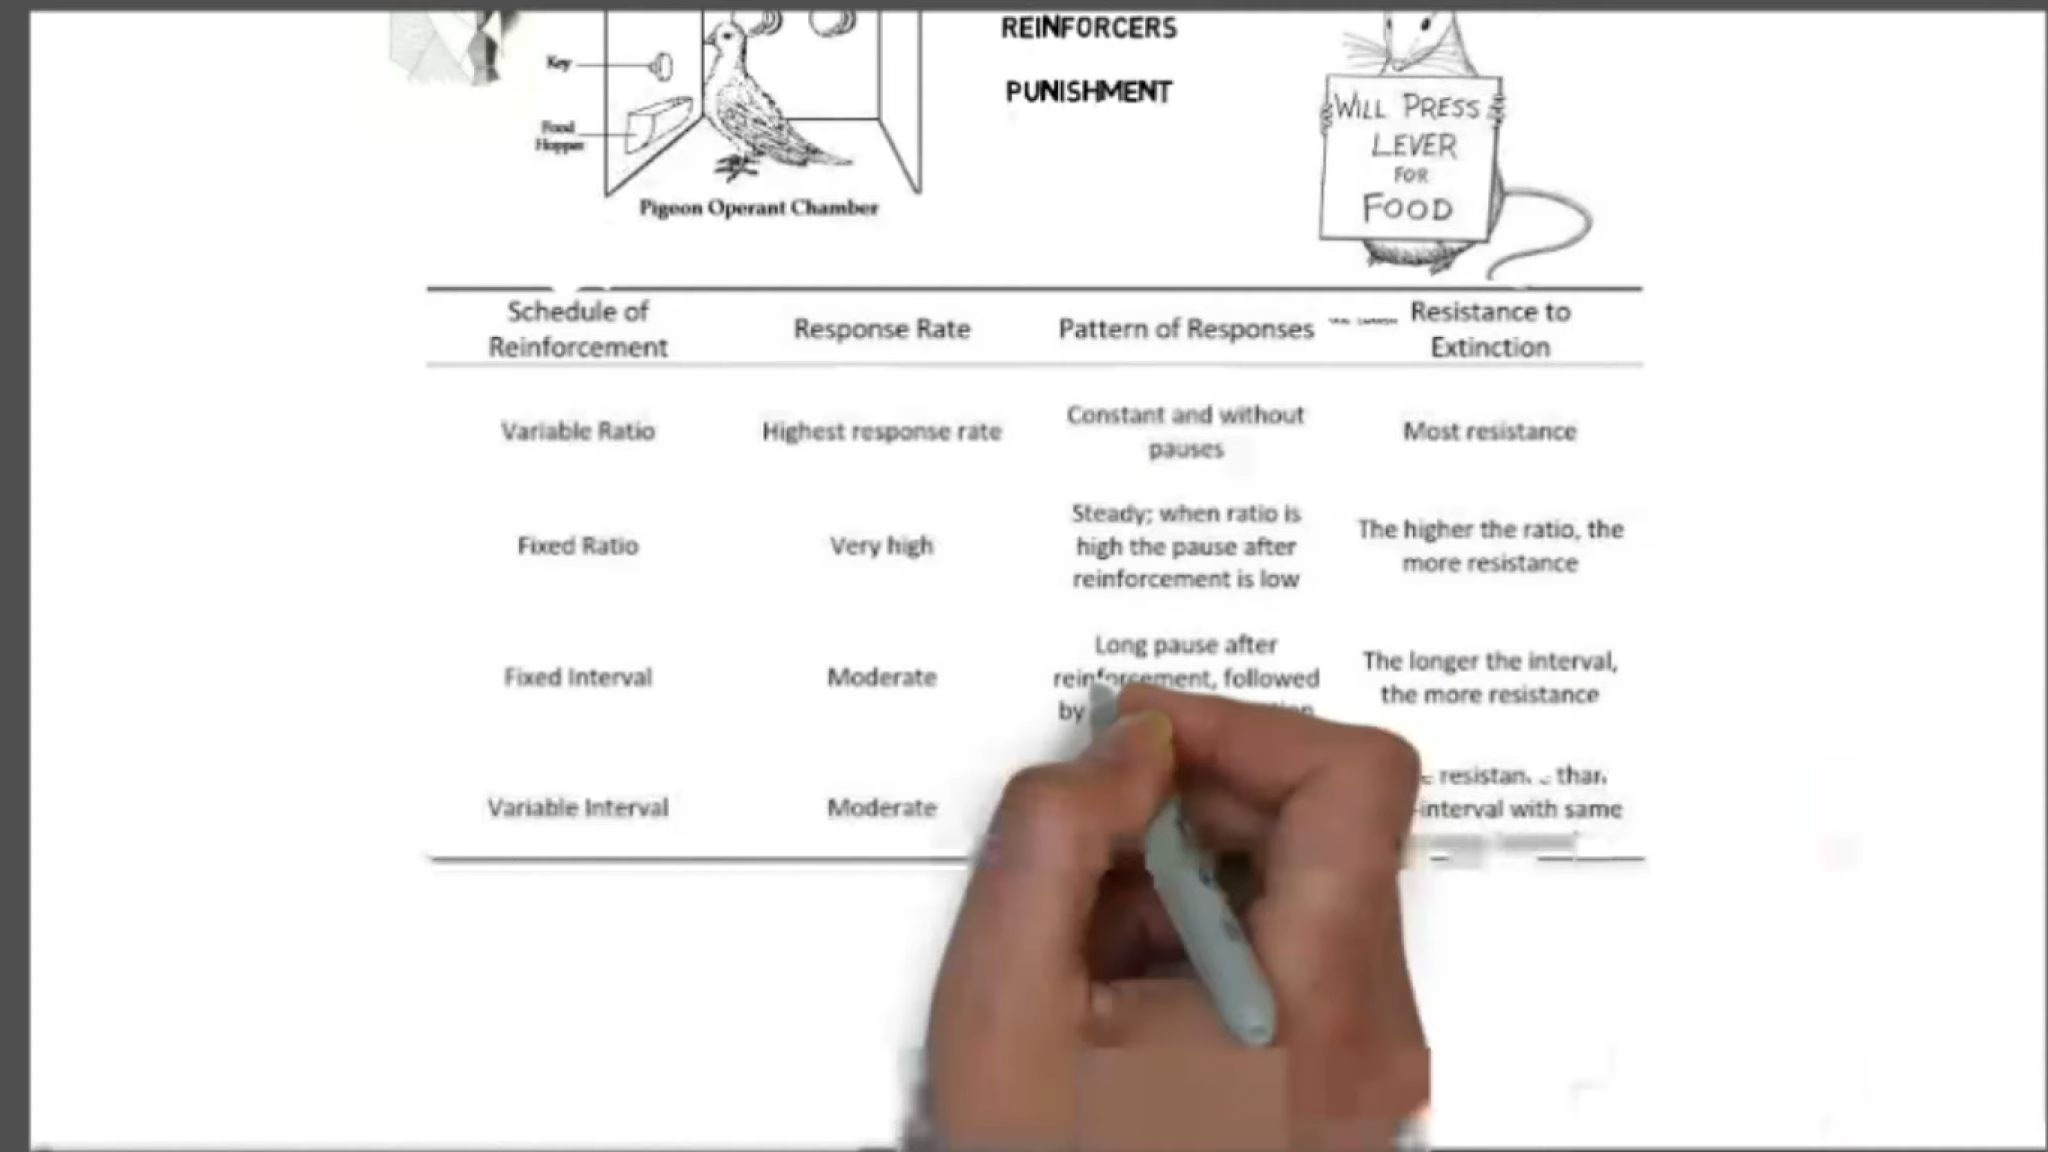 REINFORCERS
PUNISHMENT
Key
Food
Hopper
Pigeon Operant Chamber
WILL PRESS
LEVER
FOR
FOOD
Schedule of
Reinforcement
Response Rate
Pattern of Responses
Resistance to
Extinction
Variable Ratio
Highest response rate
Constant and without
pauses
Most resistance
Fixed Ratio
Very high
Steady; when ratio is
high the pause after
reinforcement is low
The higher the ratio, the
more resistance
Fixed Interval
Moderate
Long pause after
reinforcement, followed
by
The longer the interval,
the more resistance
Variable Interval
Moderate
resistance than
-interval with same